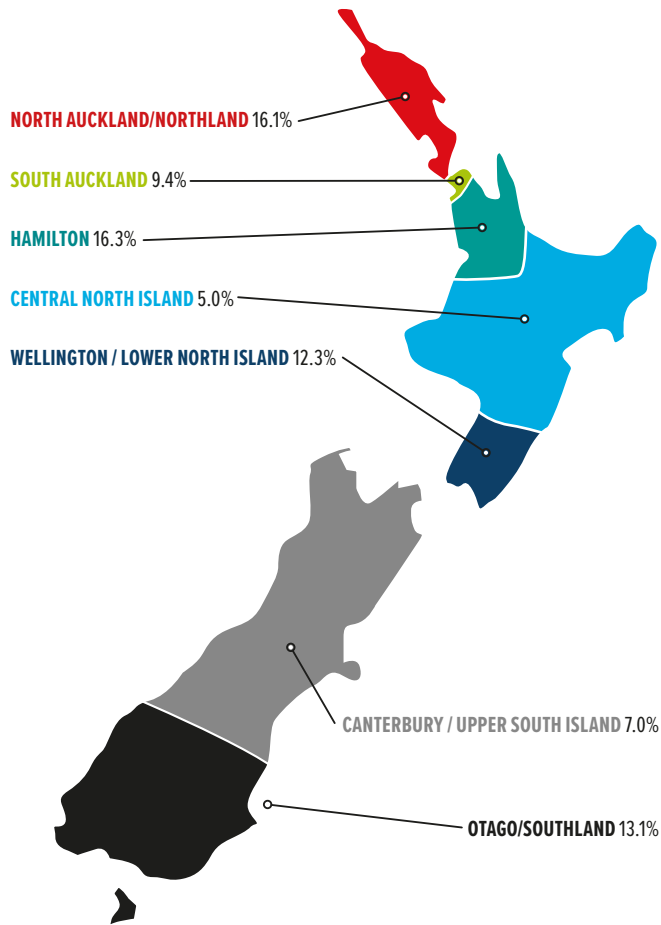 NORTH AUCKLAND/NORTHLAND 16.1%
SOUTH AUCKLAND 9.4%
HAMILTON 16.3%
CENTRAL NORTH ISLAND 5.0%
WELLINGTON / LOWER NORTH ISLAND 12.3%
CANTERBURY / UPPER SOUTH ISLAND 7.0%
OTAGO/SOUTHLAND 13.1%